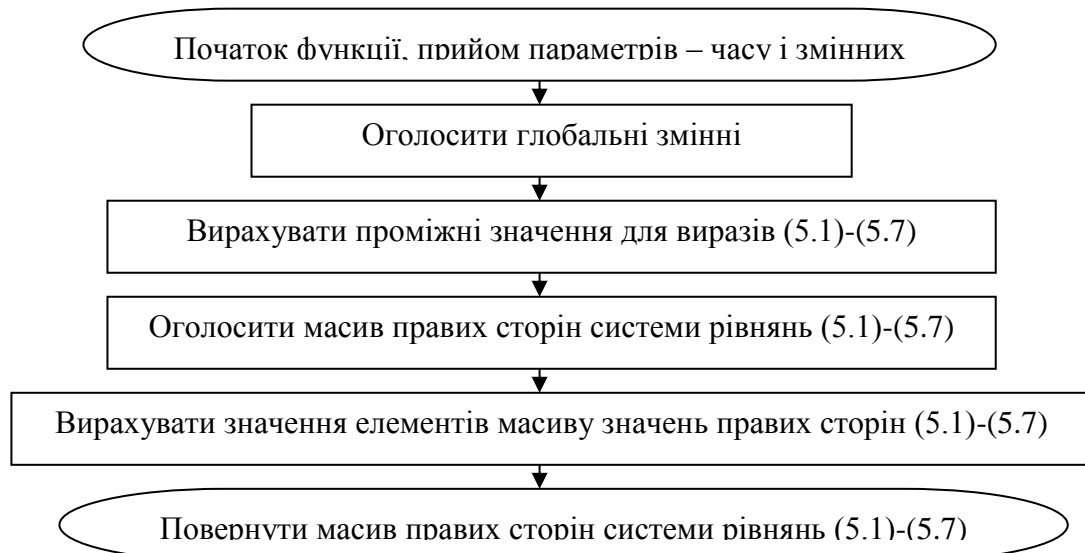 Початок функції, прийом параметрів – часу і змінних
Оголосити глобальні змінні
Вирахувати проміжні значення для виразів (5.1)-(5.7)
Оголосити масив правих сторін системи рівнянь (5.1)-(5.7)
Вирахувати значення елементів масиву значень правих сторін (5.1)-(5.7)
Повернути масив правих сторін системи рівнянь (5.1)-(5.7)